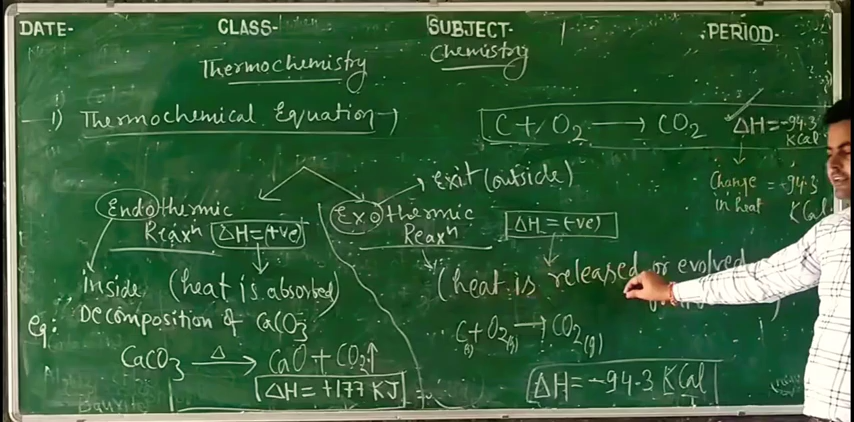 DATE- CLASS- SUBJECT- PERIOD-
Chemistry
Thermochemistry
1) Thermochemical Equation →
C + O2 → CO2 ΔH = -94.3 KCal
Change in heat = -94.3 KCal
Exit (outside)
Endothermic Reaxn ΔH = (+ve)
Inside (heat is absorbed)
Eg: Decomposition of CaCO3
CaCO3 →Δ CaO + CO2↑
ΔH = +177 KJ
Exothermic Reaxn
ΔH = (-ve)
(heat is released or evolved
C(s) + O2(g) → CO2(g)
ΔH = -94.3 KCal